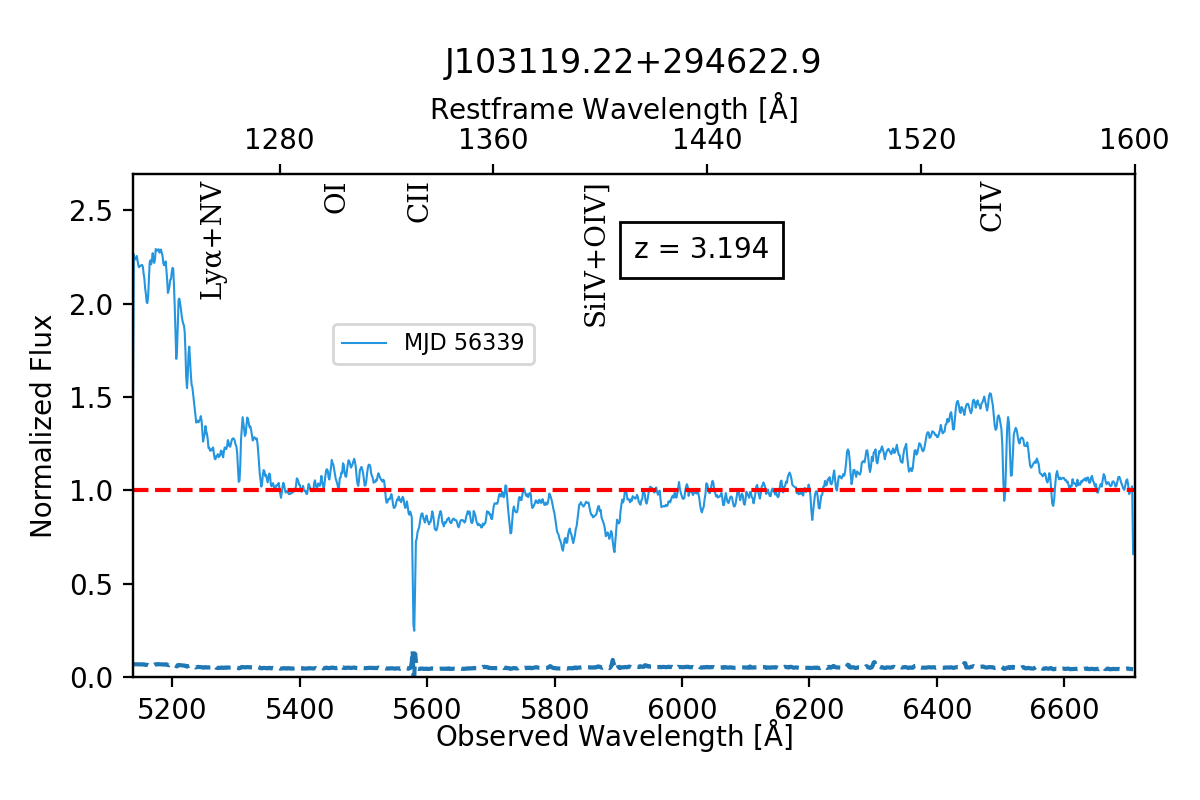 J103119.22+294622.9
Restframe Wavelength [Å]
1280 1360 1440 1520 1600
Lyα+NV
OI
CII
SiIV+OIV]
CIV
z = 3.194
MJD 56339
Normalized Flux
2.5
2.0
1.5
1.0
0.5
0.0
5200 5400 5600 5800 6000 6200 6400 6600
Observed Wavelength [Å]